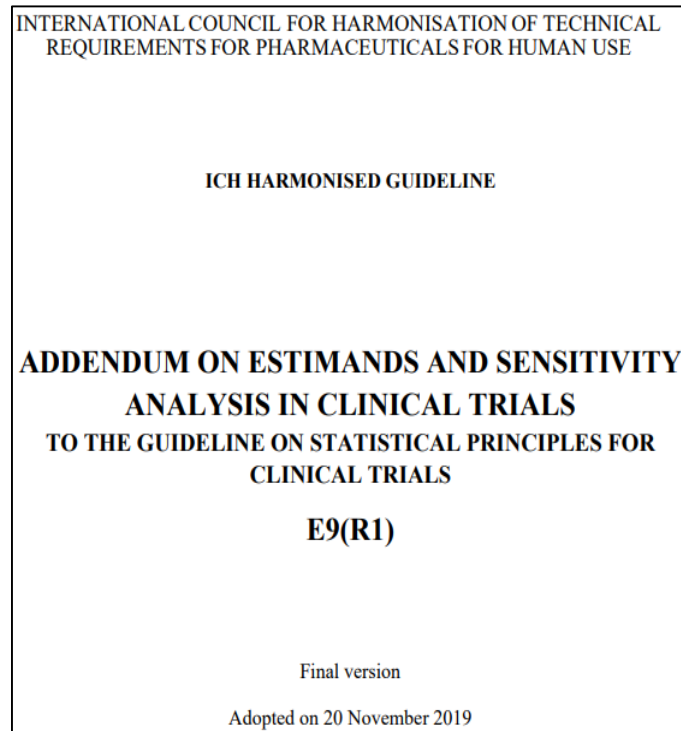 INTERNATIONAL COUNCIL FOR HARMONISATION OF TECHNICAL
REQUIREMENTS FOR PHARMACEUTICALS FOR HUMAN USE
ICH HARMONISED GUIDELINE
ADDENDUM ON ESTIMANDS AND SENSITIVITY
ANALYSIS IN CLINICAL TRIALS
TO THE GUIDELINE ON STATISTICAL PRINCIPLES FOR
CLINICAL TRIALS
E9(R1)
Final version
Adopted on 20 November 2019